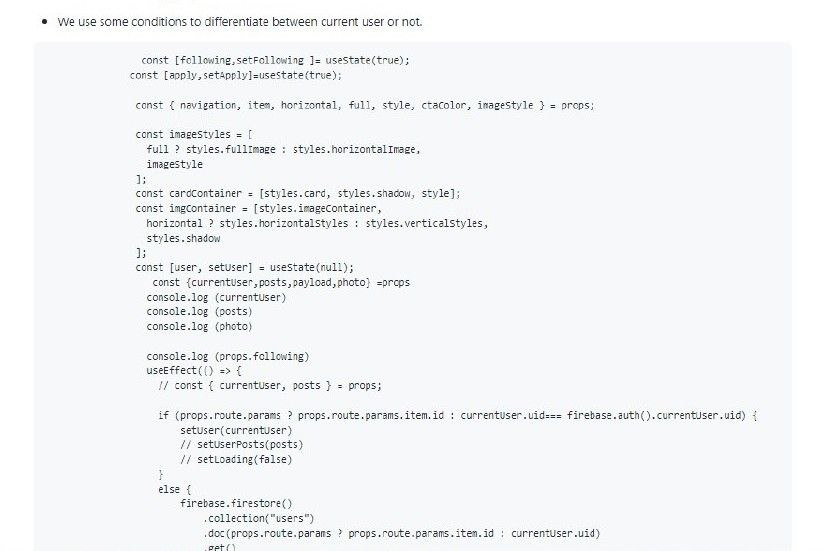 We use some conditions to differentiate between current user or not.
const [following,setFollowing ]= useState(true);
const [apply,setApply]=useState(true);
const { navigation, item, horizontal, full, style, ctaColor, imageStyle } = props;
const imageStyles = [
full ? styles.fullImage : styles.horizontalImage,
imageStyle
];
const cardContainer = [styles.card, styles.shadow, style];
const imgContainer = [styles.imageContainer,
horizontal ? styles.horizontalStyles : styles.verticalStyles,
styles.shadow
];
const [user, setUser] = useState(null);
const {currentUser,posts,payload,photo} =props
console.log (currentUser)
console.log (posts)
console.log (photo)
console.log (props.following)
useEffect(() => {
// const { currentUser, posts } = props;
if (props.route.params ? props.route.params.item.id : currentUser.uid=== firebase.auth().currentUser.uid) {
setUser(currentUser)
// setUserPosts(posts)
// setLoading(false)
}
else {
firebase.firestore()
.collection("users")
.doc(props.route.params ? props.route.params.item.id : currentUser.uid)
.get()